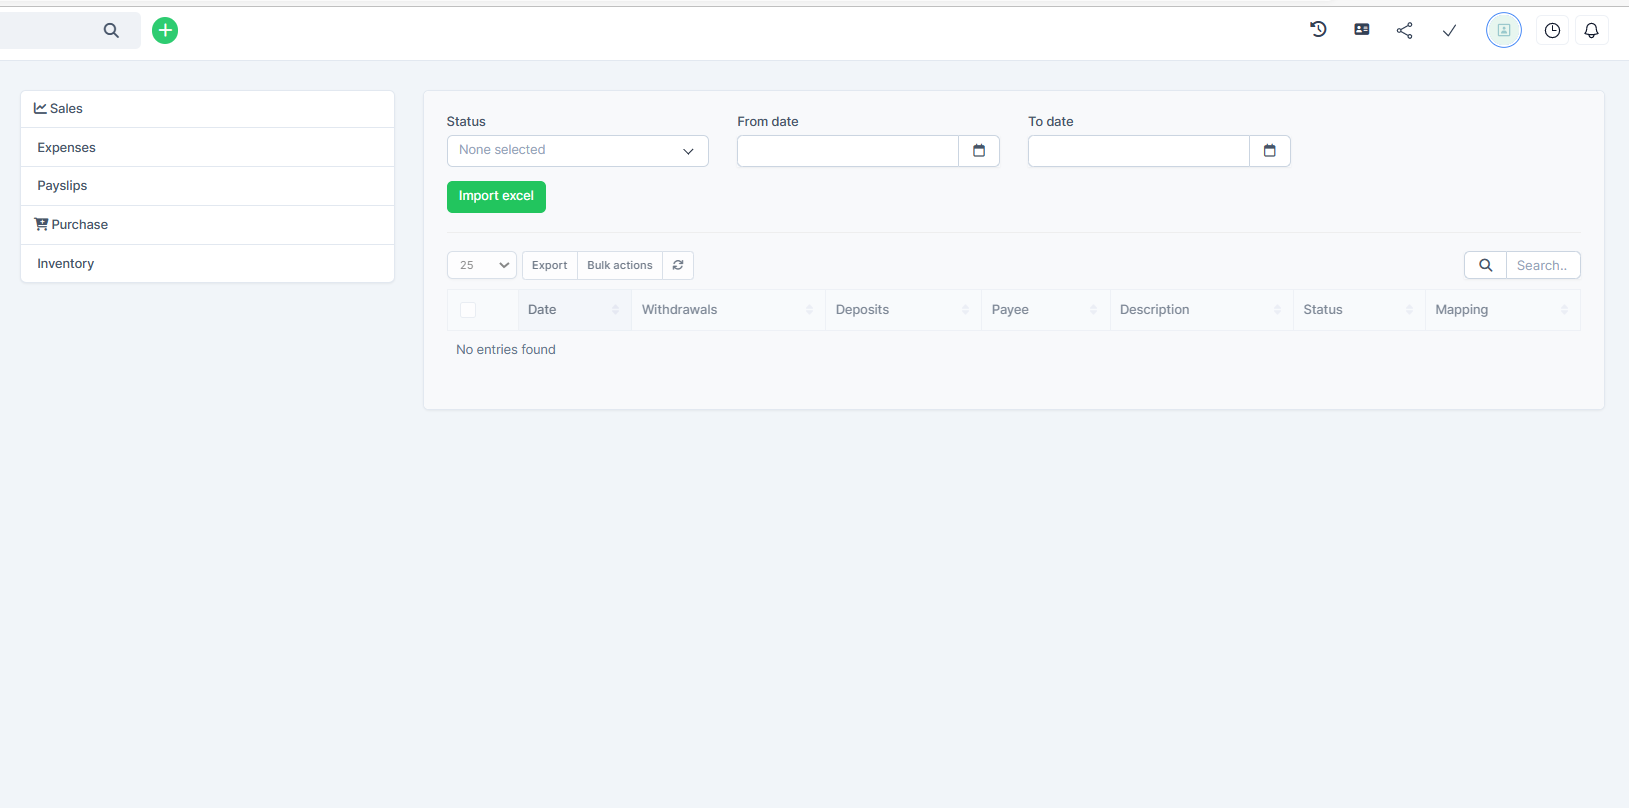 Sales
Expenses
Payslips
Purchase
Inventory
Status From date To date
None selected
Import excel
25 Export Bulk actions Search..
Date Withdrawals Deposits Payee Description Status Mapping
No entries found